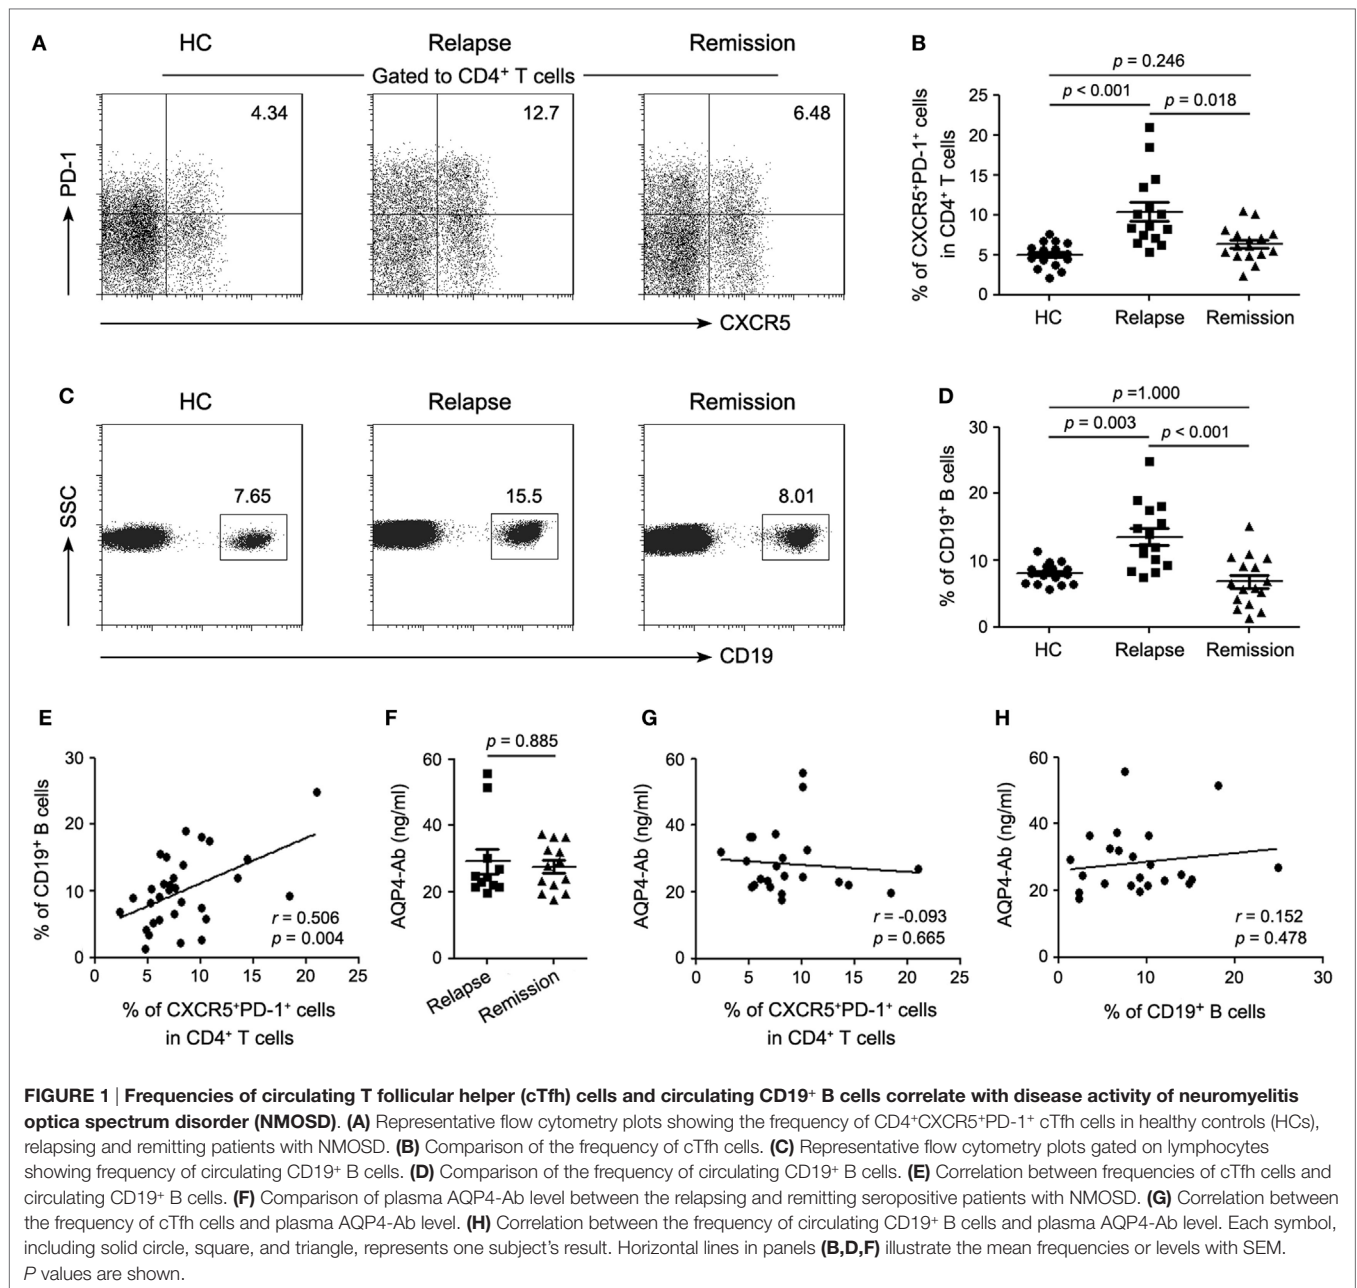 A
HC
Relapse
Remission
Gated to CD4⁺ T cells
4.34
12.7
6.48
PD-1
CXCR5
B
p = 0.246
p < 0.001
p = 0.018
% of CXCR5⁺PD-1⁺ cells
in CD4⁺ T cells
25
20
15
10
5
0
HC
Relapse
Remission
C
HC
Relapse
Remission
7.65
15.5
8.01
SSC
CD19
D
p =1.000
p = 0.003
p < 0.001
% of CD19⁺ B cells
30
20
10
0
HC
Relapse
Remission
E
% of CD19⁺ B cells
30
20
10
0
r = 0.506
p = 0.004
0 5 10 15 20 25
% of CXCR5⁺PD-1⁺ cells
in CD4⁺ T cells
F
p = 0.885
AQP4-Ab (ng/ml)
60
40
20
0
Relapse
Remission
G
AQP4-Ab (ng/ml)
60
40
20
0
r = -0.093
p = 0.665
0 5 10 15 20 25
% of CXCR5⁺PD-1⁺ cells
in CD4⁺ T cells
H
AQP4-Ab (ng/ml)
60
40
20
0
r = 0.152
p = 0.478
0 10 20 30
% of CD19⁺ B cells
FIGURE 1 | Frequencies of circulating T follicular helper (cTfh) cells and circulating CD19⁺ B cells correlate with disease activity of neuromyelitis
optica spectrum disorder (NMOSD). (A) Representative flow cytometry plots showing the frequency of CD4⁺CXCR5⁺PD-1⁺ cTfh cells in healthy controls (HCs),
relapsing and remitting patients with NMOSD. (B) Comparison of the frequency of cTfh cells. (C) Representative flow cytometry plots gated on lymphocytes
showing frequency of circulating CD19⁺ B cells. (D) Comparison of the frequency of circulating CD19⁺ B cells. (E) Correlation between frequencies of cTfh cells and
circulating CD19⁺ B cells. (F) Comparison of plasma AQP4-Ab level between the relapsing and remitting seropositive patients with NMOSD. (G) Correlation between
the frequency of cTfh cells and plasma AQP4-Ab level. (H) Correlation between the frequency of circulating CD19⁺ B cells and plasma AQP4-Ab level. Each symbol,
including solid circle, square, and triangle, represents one subject's result. Horizontal lines in panels (B,D,F) illustrate the mean frequencies or levels with SEM.
P values are shown.